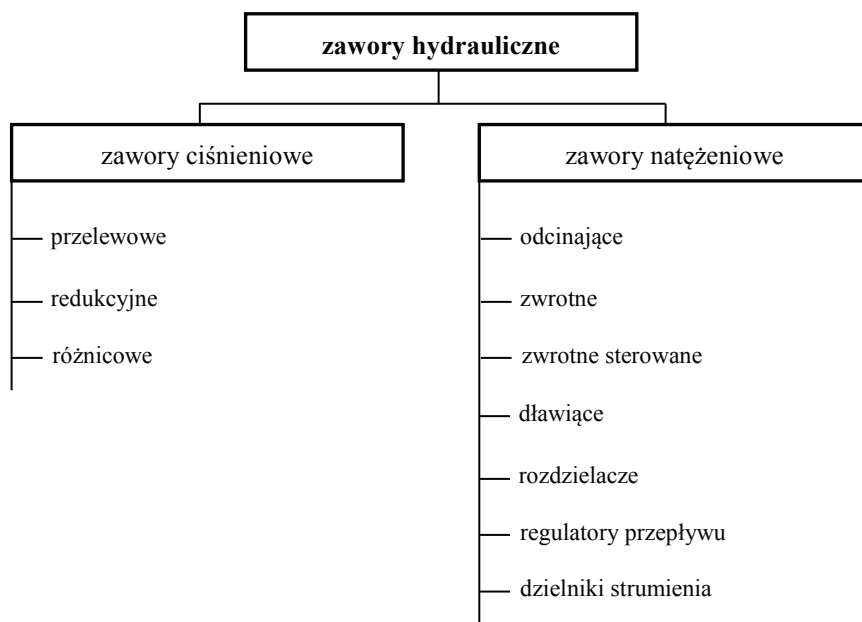 zawory hydrauliczne
zawory ciśnieniowe
przelewowe
redukcyjne
różnicowe
zawory natężeniowe
odcinające
zwrotne
zwrotne sterowane
dławiące
rozdzielacze
regulatory przepływu
dzielniki strumienia